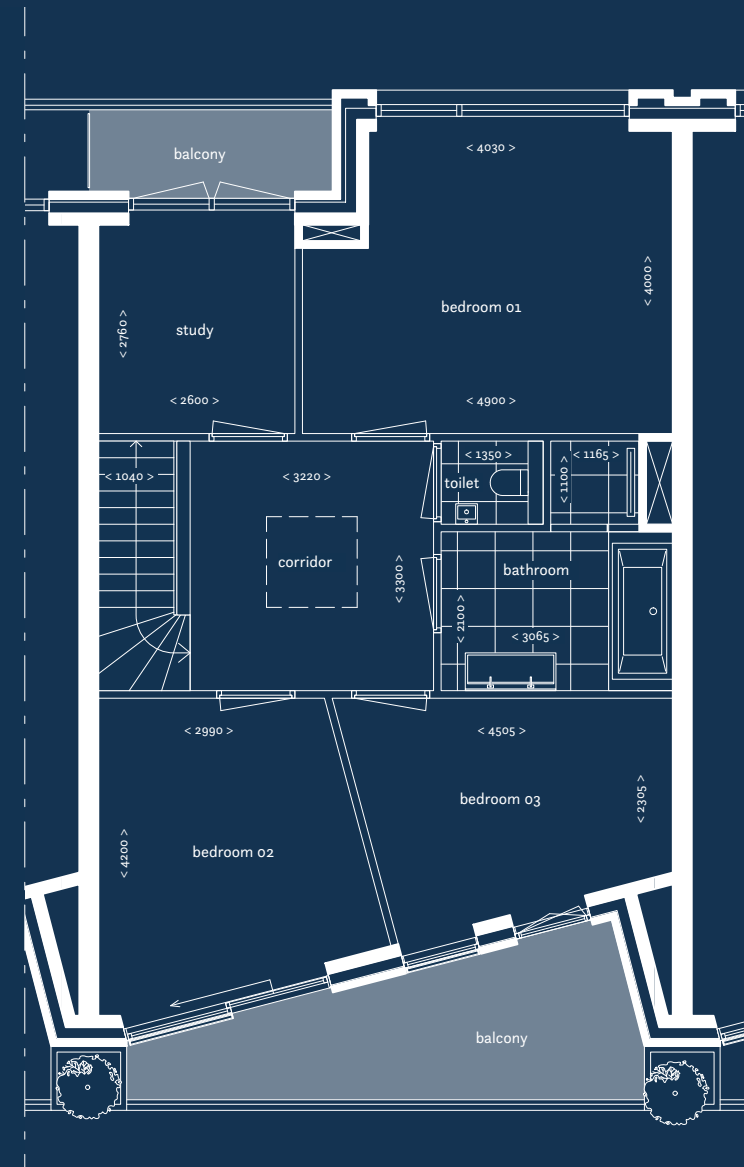 balcony
< 4030 >
< 4000 >
bedroom 01
< 2760 >
study
< 2600 >
< 4900 >
< 1040 >
< 3220 >
< 1350 >
< 1165 >
toilet
< 1100 >
corridor
< 3300 >
bathroom
< 2100 >
< 3065 >
< 2990 >
< 4505 >
bedroom 03
< 2305 >
bedroom 02
< 4200 >
balcony